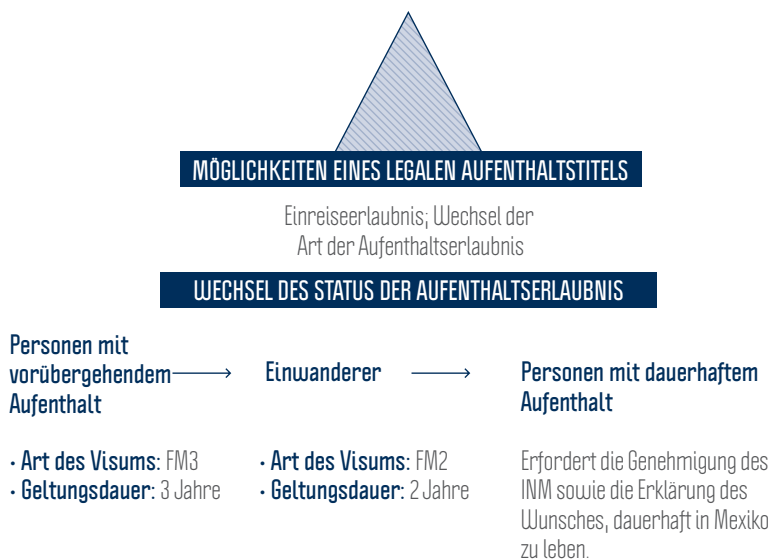 MÖGLICHKEITEN EINES LEGALEN AUFENTHALTSTITELS
Einreiseerlaubnis; Wechsel der
Art der Aufenthaltserlaubnis
WECHSEL DES STATUS DER AUFENTHALTSERLAUBNIS
Personen mit
vorübergehendem
Aufenthalt
• Art des Visums: FM3
• Geltungsdauer: 3 Jahre
Einwanderer
• Art des Visums: FM2
• Geltungsdauer: 2 Jahre
Personen mit dauerhaftem
Aufenthalt
Erfordert die Genehmigung des
INM sowie die Erklärung des
Wunsches, dauerhaft in Mexiko
zu leben.